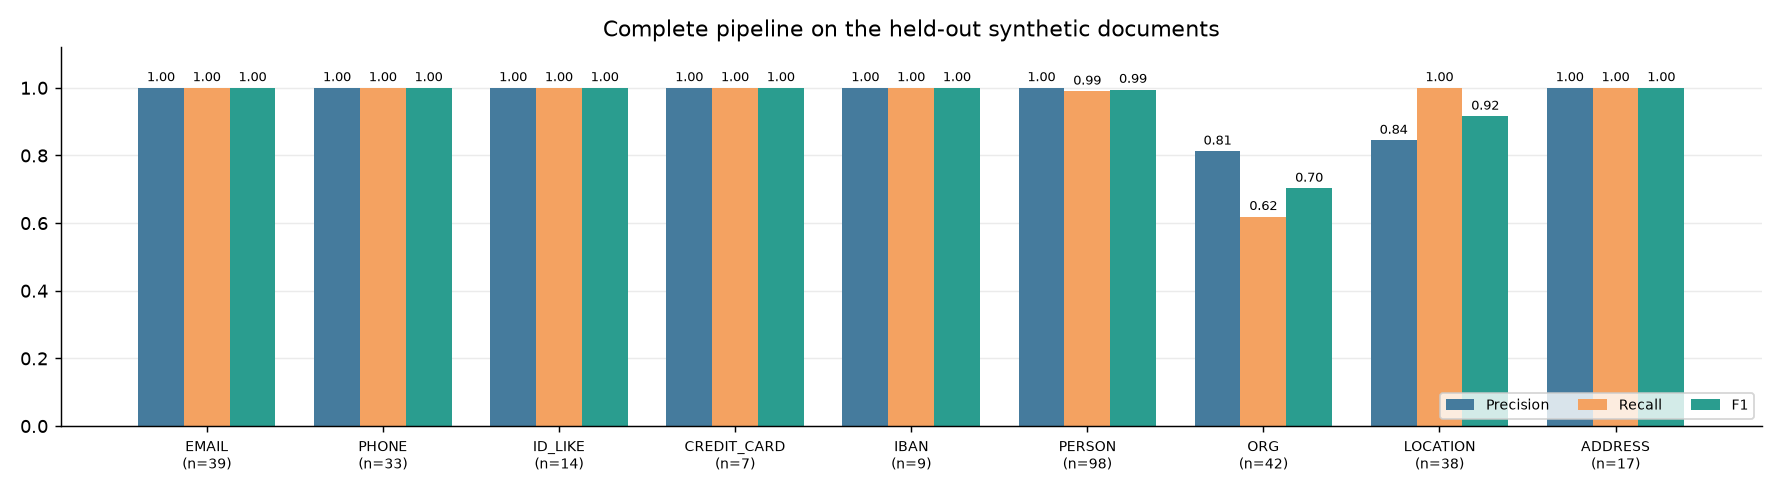 Complete pipeline on the held-out synthetic documents
1.00 1.00 1.00 1.00 1.00 1.00 1.00 1.00 1.00 1.00 1.00 1.00 1.00 1.00 1.00 1.00 0.99 0.99 0.81 0.62 0.70 0.84 1.00 0.92 1.00 1.00 1.00
1.0
0.8
0.6
0.4
0.2
0.0
Precision Recall F1
EMAIL PHONE ID_LIKE CREDIT_CARD IBAN PERSON ORG LOCATION ADDRESS
(n=39) (n=33) (n=14) (n=7) (n=9) (n=98) (n=42) (n=38) (n=17)